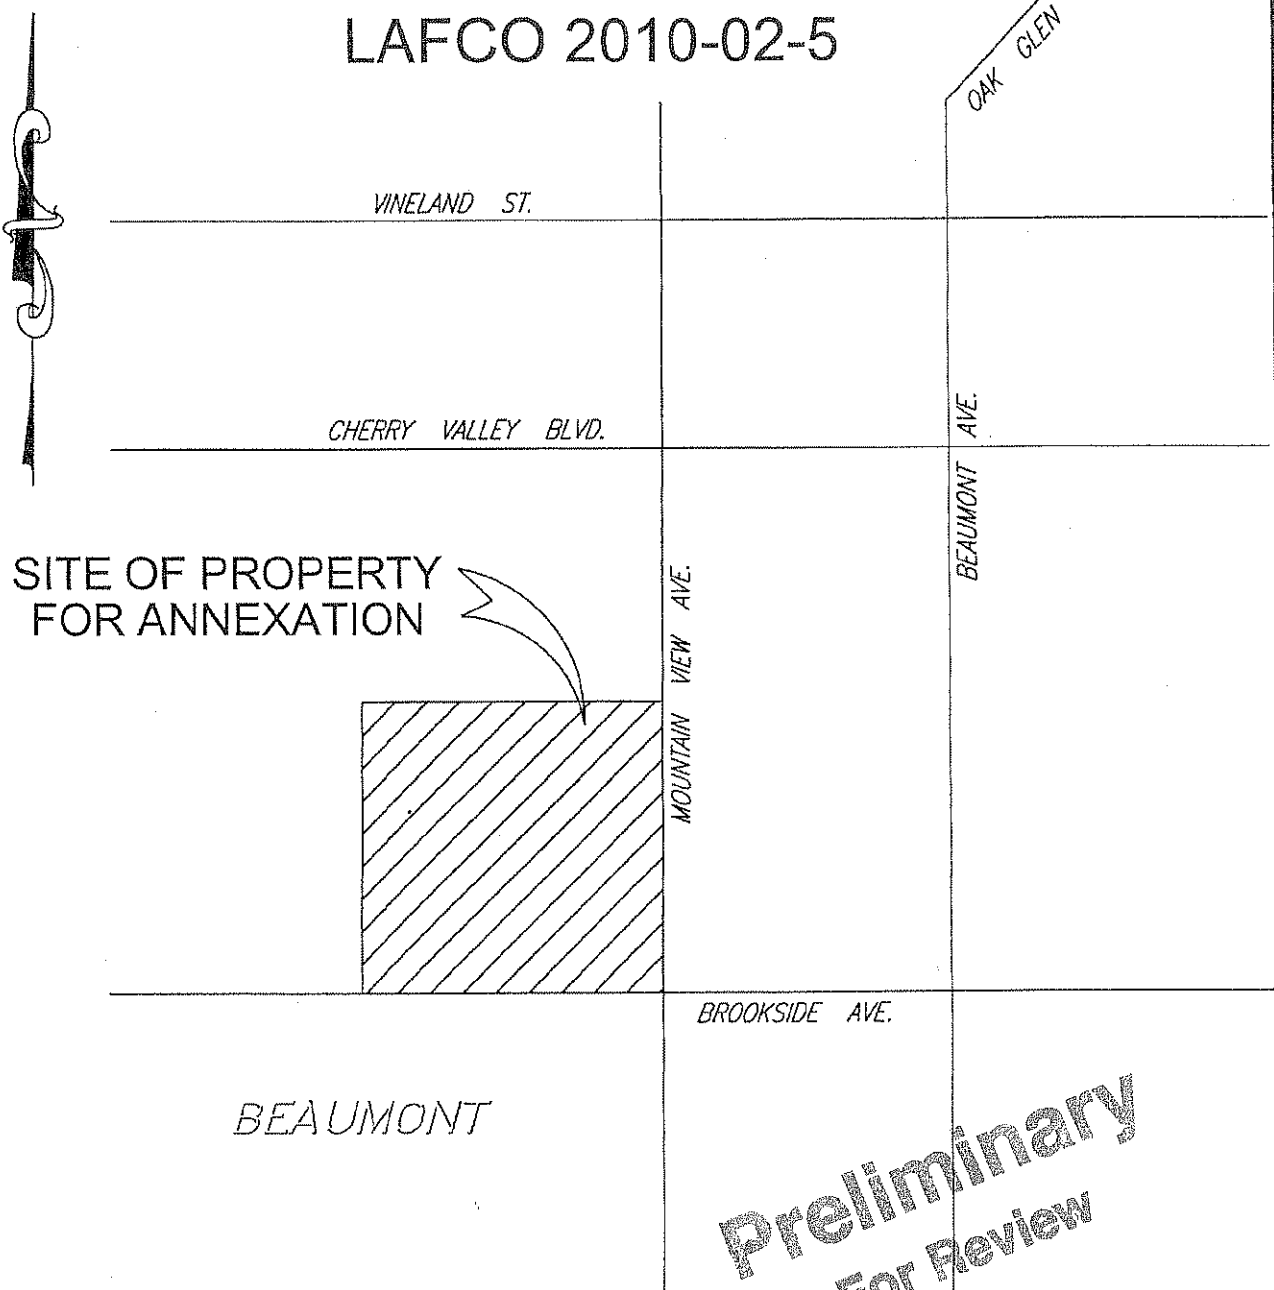 LAFCO 2010-02-5
OAK GLEN
VINELAND ST.
CHERRY VALLEY BLVD.
BEAUMONT AVE.
SITE OF PROPERTY
FOR ANNEXATION
MOUNTAIN VIEW AVE.
BROOKSIDE AVE.
BEAUMONT
Preliminary
For Review